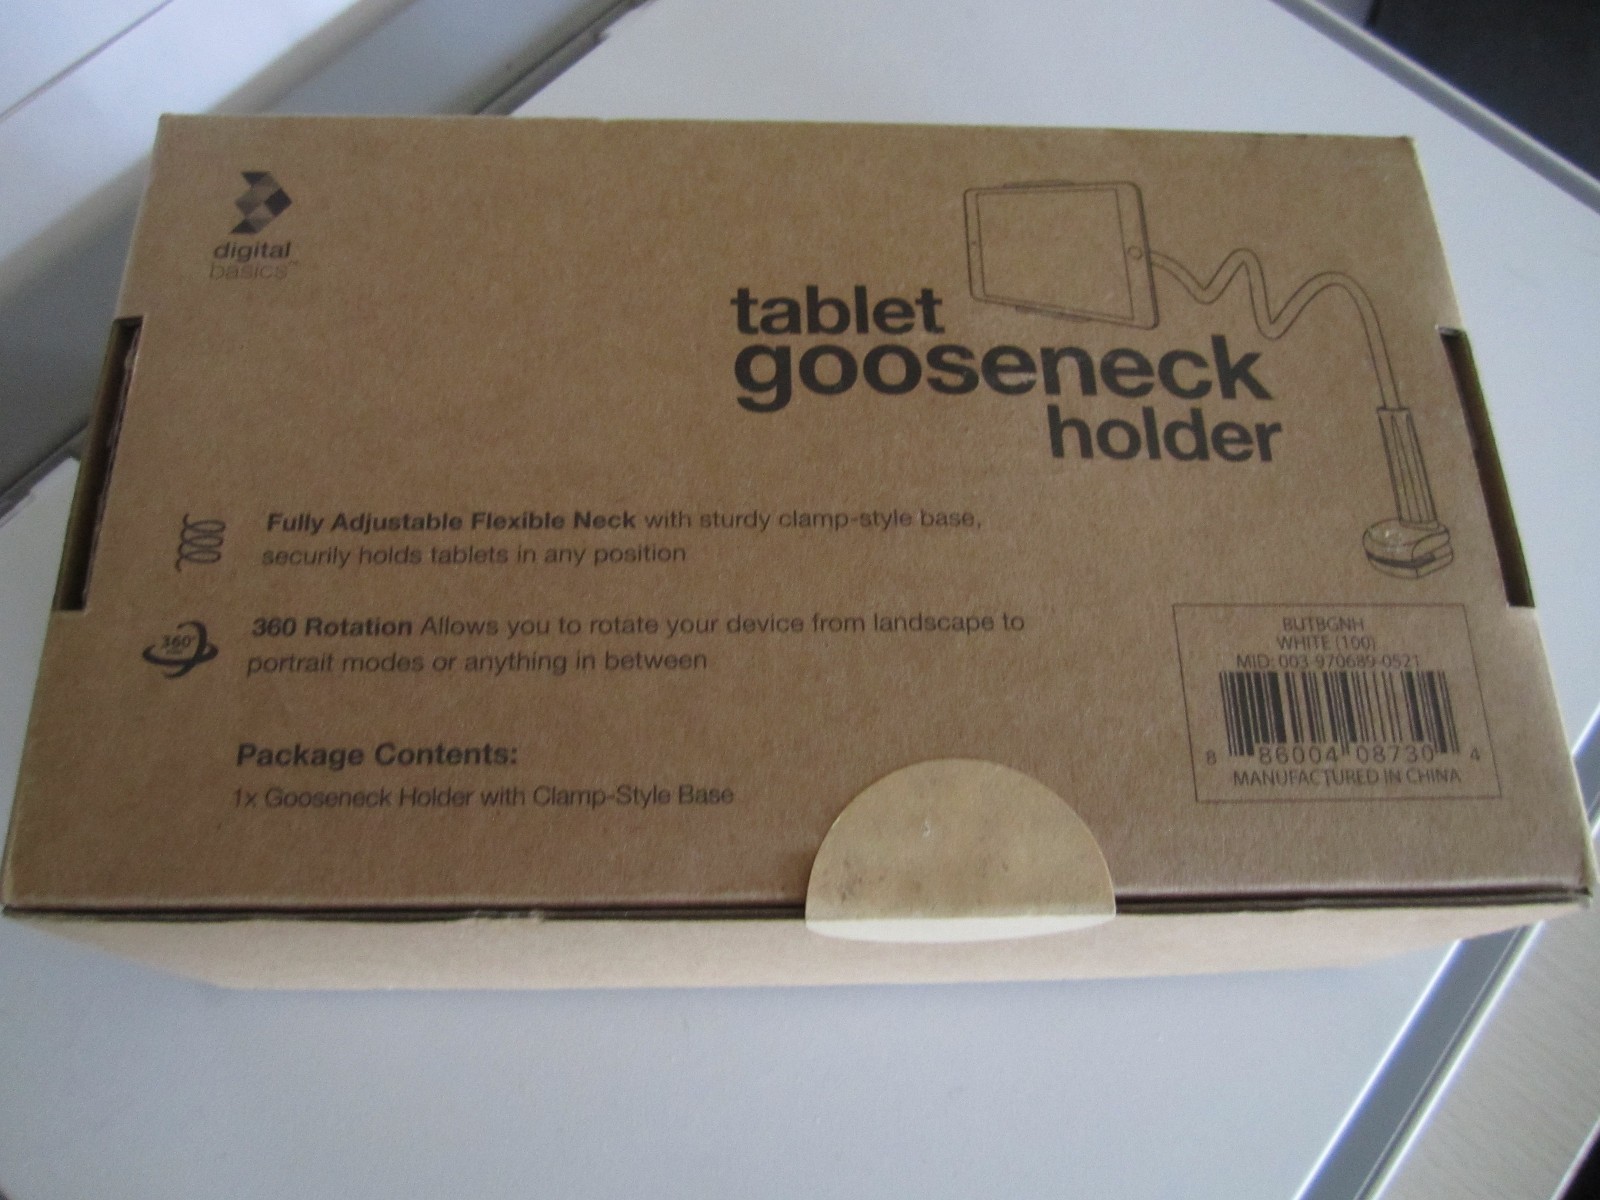 digital
basics™
tablet
gooseneck
holder
Fully Adjustable Flexible Neck with sturdy clamp-style base,
securily holds tablets in any position
360°
360 Rotation Allows you to rotate your device from landscape to
portrait modes or anything in between
Package Contents:
1x Gooseneck Holder with Clamp-Style Base
BUTBGNH
WHITE (100)
MID: 003-970689-0521
8 86004 08730 4
MANUFACTURED IN CHINA